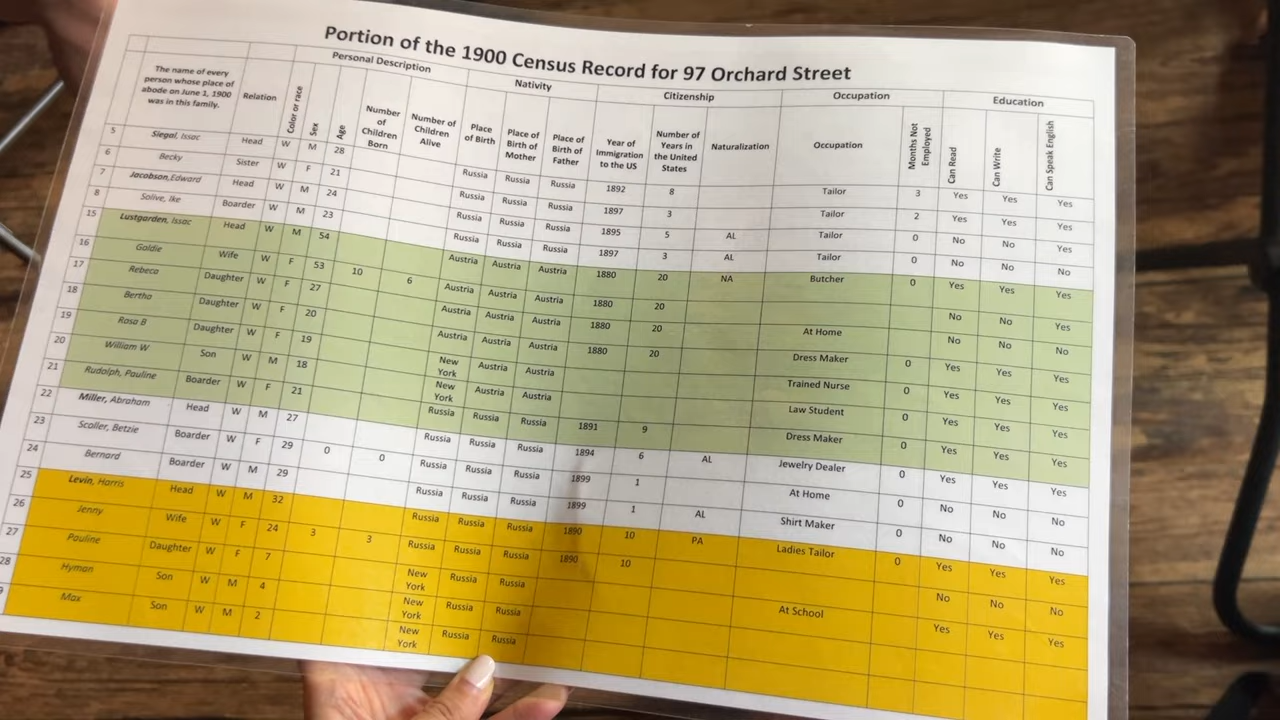 Portion of the 1900 Census Record for 97 Orchard Street
Personal Description Nativity Citizenship Occupation Education
The name of every person whose place of abode on June 1, 1900 was in this family. Relation Color or race Sex Age Number of Children Born Number of Children Alive Place of Birth Place of Birth of Mother Place of Birth of Father Year of Immigration to the US Number of Years in the United States Naturalization Occupation Months Not Employed Can Read Can Write Can Speak English
5 Siegal, Issac Head W M 28 Russia Russia Russia 1892 8 Tailor 3 Yes Yes Yes
6 Becky Sister W F 21 Russia Russia Russia 1897 3 Tailor 2 Yes Yes Yes
7 Jacobson,Edward Head W M 24 Russia Russia Russia 1895 5 AL Tailor 0 No No Yes
8 Solive, Ike Boarder W M 23 Russia Russia Russia 1897 3 AL Tailor 0 No No No
15 Lustgarden, Issac Head W M 54 Austria Austria Austria 1880 20 NA Butcher 0 Yes Yes Yes
16 Goldie Wife W F 53 10 6 Austria Austria Austria 1880 20 No No Yes
17 Rebeca Daughter W F 27 Austria Austria Austria 1880 20 At Home No No No
18 Bertha Daughter W F 20 Austria Austria Austria 1880 20 Dress Maker 0 Yes Yes Yes
19 Rosa B Daughter W F 19 New York Austria Austria Trained Nurse 0 Yes Yes Yes
20 William W Son W M 18 New York Austria Austria Law Student 0 Yes Yes Yes
21 Rudolph, Pauline Boarder W F 21 Russia Russia Russia 1891 9 Dress Maker 0 Yes Yes Yes
22 Miller, Abraham Head W M 27 Russia Russia Russia 1894 6 AL Jewelry Dealer 0 Yes Yes Yes
23 Scoller, Betzie Boarder W F 29 0 0 Russia Russia Russia 1899 1 At Home 0 No No No
24 Bernard Boarder W M 29 Russia Russia Russia 1899 1 AL Shirt Maker 0 No No No
25 Levin, Harris Head W M 32 Russia Russia Russia 1890 10 PA Ladies Tailor 0 Yes Yes Yes
26 Jenny Wife W F 24 3 3 Russia Russia Russia 1890 10 No No No
27 Pauline Daughter W F 7 New York Russia Russia At School Yes Yes Yes
28 Hyman Son W M 4 New York Russia Russia
Max Son W M 2 New York Russia Russia